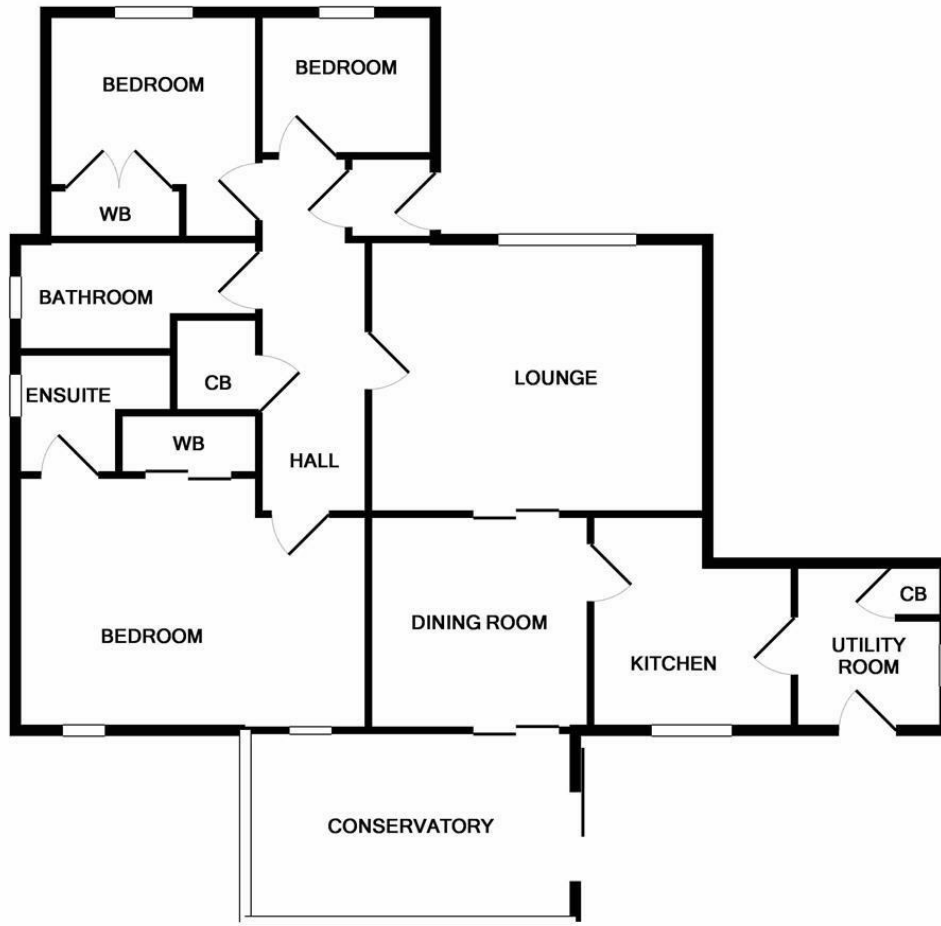 BEDROOM
BEDROOM
WB
BATHROOM
CB
ENSUITE
WB
HALL
LOUNGE
BEDROOM
DINING ROOM
KITCHEN
CB
UTILITY
ROOM
CONSERVATORY